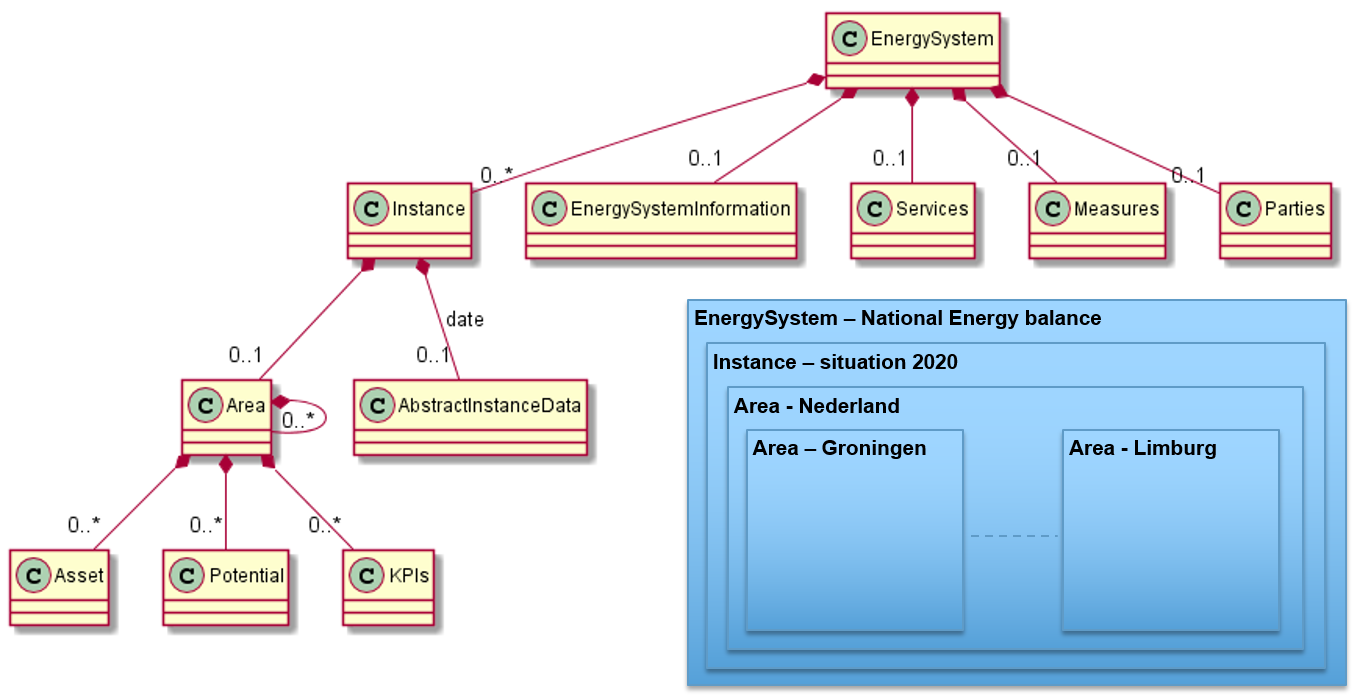 C EnergySystem
0..*
0..1
0..1
0..1
0..1
C Instance
C EnergySystemInformation
C Services
C Measures
C Parties
date
0..1
0..1
C Area
0..*
C AbstractInstanceData
0..*
0..*
0..*
C Asset
C Potential
C KPIs
EnergySystem – National Energy balance
Instance – situation 2020
Area - Nederland
Area – Groningen
Area - Limburg